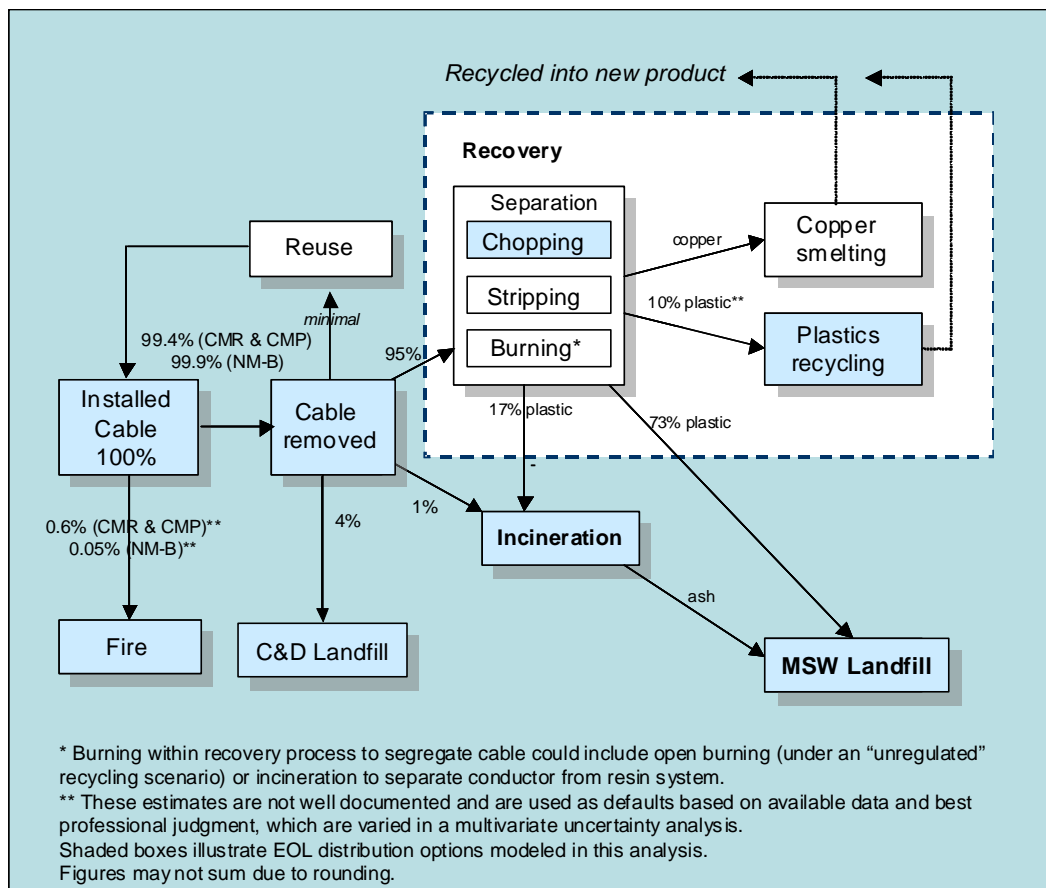 Recycled into new product
Recovery
Separation
Chopping
Stripping
Burning*
copper
Copper
smelting
10% plastic**
Plastics
recycling
Reuse
minimal
99.4% (CMR & CMP)
99.9% (NM-B)
95%
Installed
Cable
100%
Cable
removed
17% plastic
73% plastic
-
0.6% (CMR & CMP)**
0.05% (NM-B)**
4%
1%
Incineration
ash
Fire
C&D Landfill
MSW Landfill
* Burning within recovery process to segregate cable could include open burning (under an “unregulated”
recycling scenario) or incineration to separate conductor from resin system.
** These estimates are not well documented and are used as defaults based on available data and best
professional judgment, which are varied in a multivariate uncertainty analysis.
Shaded boxes illustrate EOL distribution options modeled in this analysis.
Figures may not sum due to rounding.